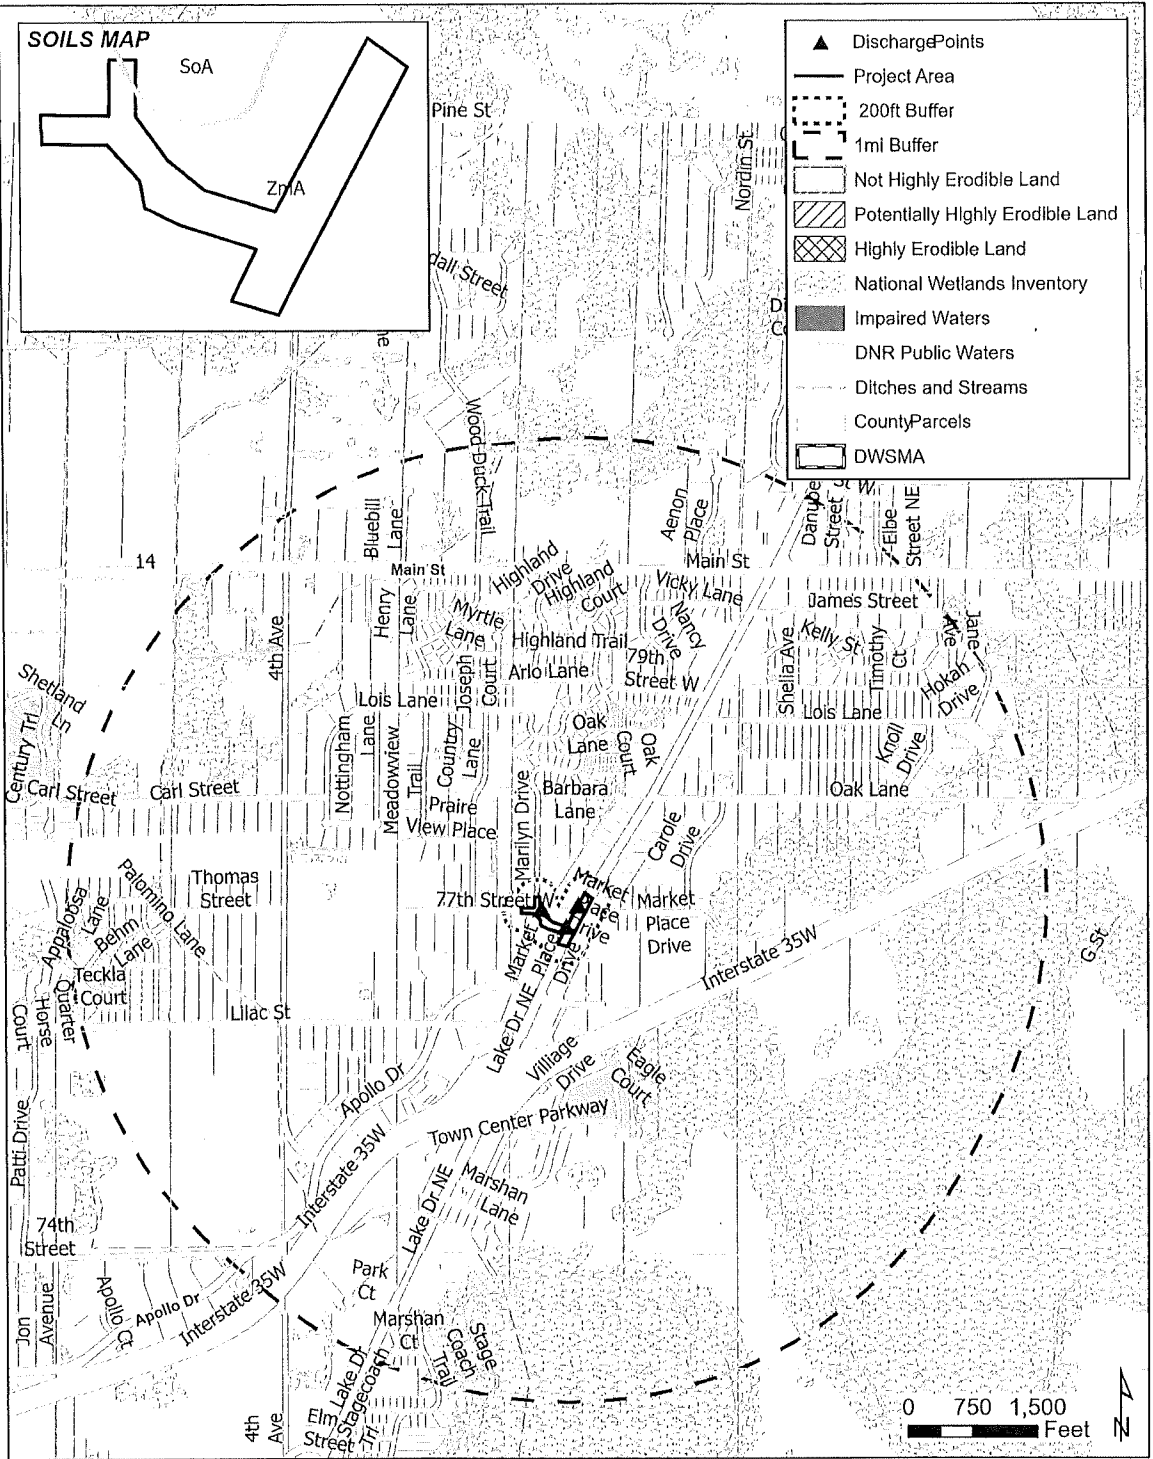 SOILS MAP
SoA
ZmA
Discharge Points
Project Area
200ft Buffer
1mi Buffer
Not Highly Erodible Land
Potentially Highly Erodible Land
Highly Erodible Land
National Wetlands Inventory
Impaired Waters
DNR Public Waters
Ditches and Streams
County Parcels
DWSMA
Pine St
Nordin St
dall Street
Wood Duck Trail
14
Bluebill
Lane
Aenon
Place
Danube
Street
St W
Elbe
Street NE
Main St
Main St
Highland
Drive
Highland
Court
Vicky Lane
James Street
4th Ave
Henry
Lane
Myrtle
Lane
Highland Trail
Nancy
Drive
79th
Street W
Kelly St
Timothy
Ct
Jane
Ave
Hokah
Drive
Shella Ave
Shetland
Ln
Century Trl
Arlo Lane
Joseph
Court
Lois Lane
Lois Lane
Nottingham
Lane
Meadowview
Trail
Country
Lane
Oak
Lane
Oak
Court
Knoll
Drive
Carl Street
Carl Street
Praire
View Place
Marilyn Drive
Barbara
Lane
Oak Lane
Carole
Drive
Thomas
Street
Palomino Lane
Appaloosa
Lane
Behm
Lane
Teckla
Court
77th Street W
Market
Place
Drive
Market
Place
Drive
Market
Place
Drive
Interstate 35W
G St
Quarter
Horse
Court
Lilac St
Lake Dr NE
Villiage
Drive
Eagle
Court
Apollo Dr
Town Center Parkway
Patti Drive
Interstate 35W
Lake Dr NE
Marshan
Lane
74th
Street
Jon
Avenue
Apollo Ct
Apollo Dr
Interstate 35W
Park
Ct
Marshan
Ct
Stage
Coach
Trail
Lake Dr
Stagecoach
Trl
Elm
Street
4th
Ave
0 750 1,500
Feet
N